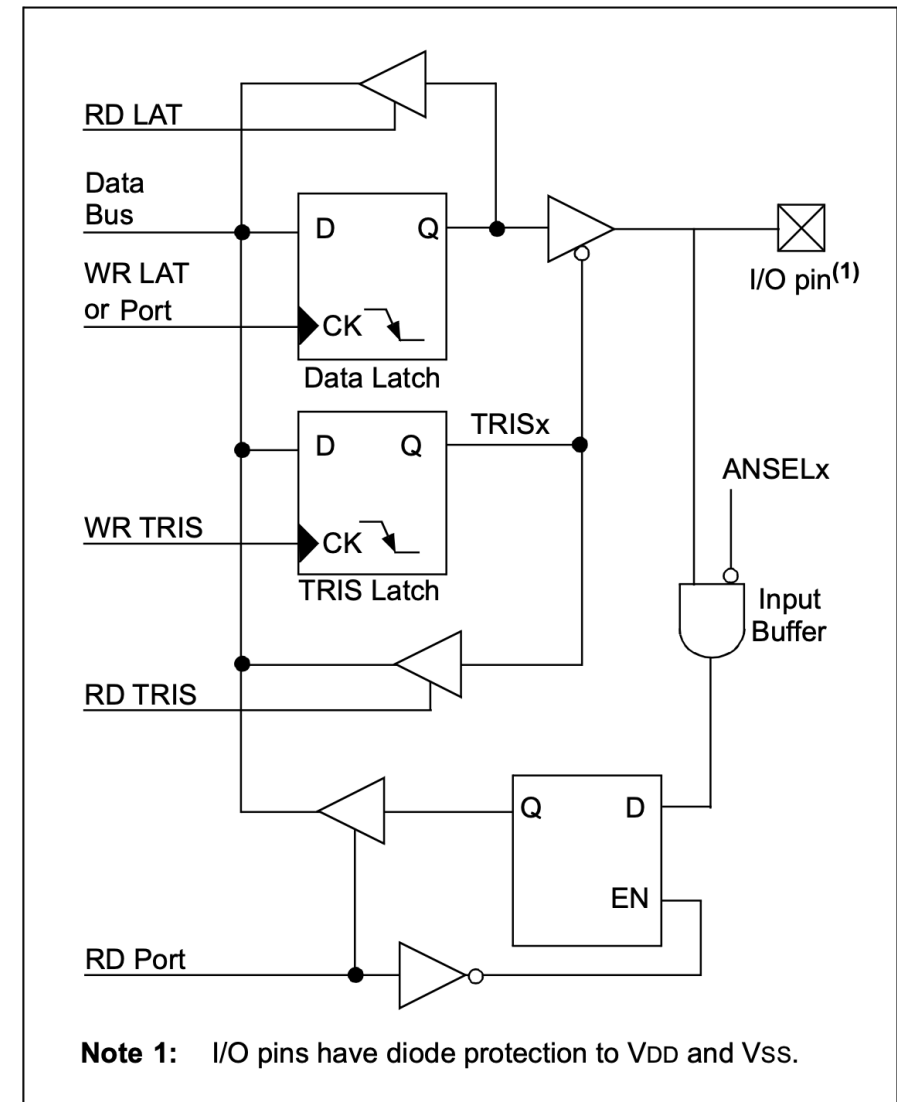 RD LAT
Data
Bus
D Q
WR LAT
or Port
CK
Data Latch
I/O pin(1)
TRISx
D Q
ANSELx
WR TRIS
CK
TRIS Latch
Input
Buffer
RD TRIS
Q D
EN
RD Port
Note 1: I/O pins have diode protection to VDD and VSS.